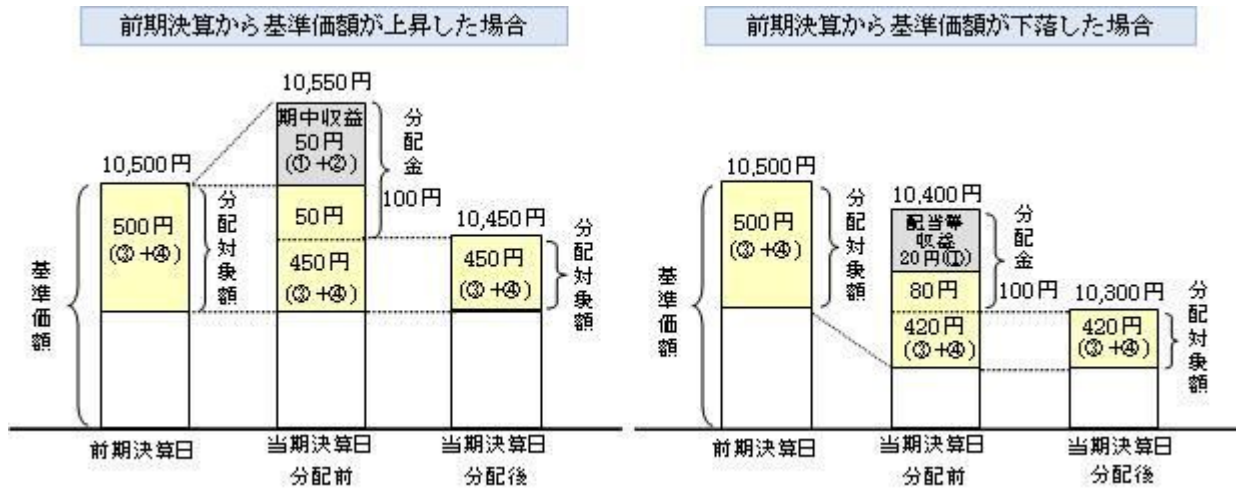 前期決算から基準価額が上昇した場合
10,550円
期中収益
50円
(①+②)
分配金
10,500円
500円
(③+④)
分配対象額
50円
100円
10,450円
450円
(③+④)
450円
(③+④)
分配対象額
基準価額
前期決算日
当期決算日
分配前
当期決算日
分配後
前期決算から基準価額が下落した場合
10,500円
500円
(③+④)
分配対象額
10,400円
配当等
収益
20円(①)
分配金
80円
100円
10,300円
420円
(③+④)
420円
(③+④)
分配対象額
基準価額
前期決算日
当期決算日
分配前
当期決算日
分配後